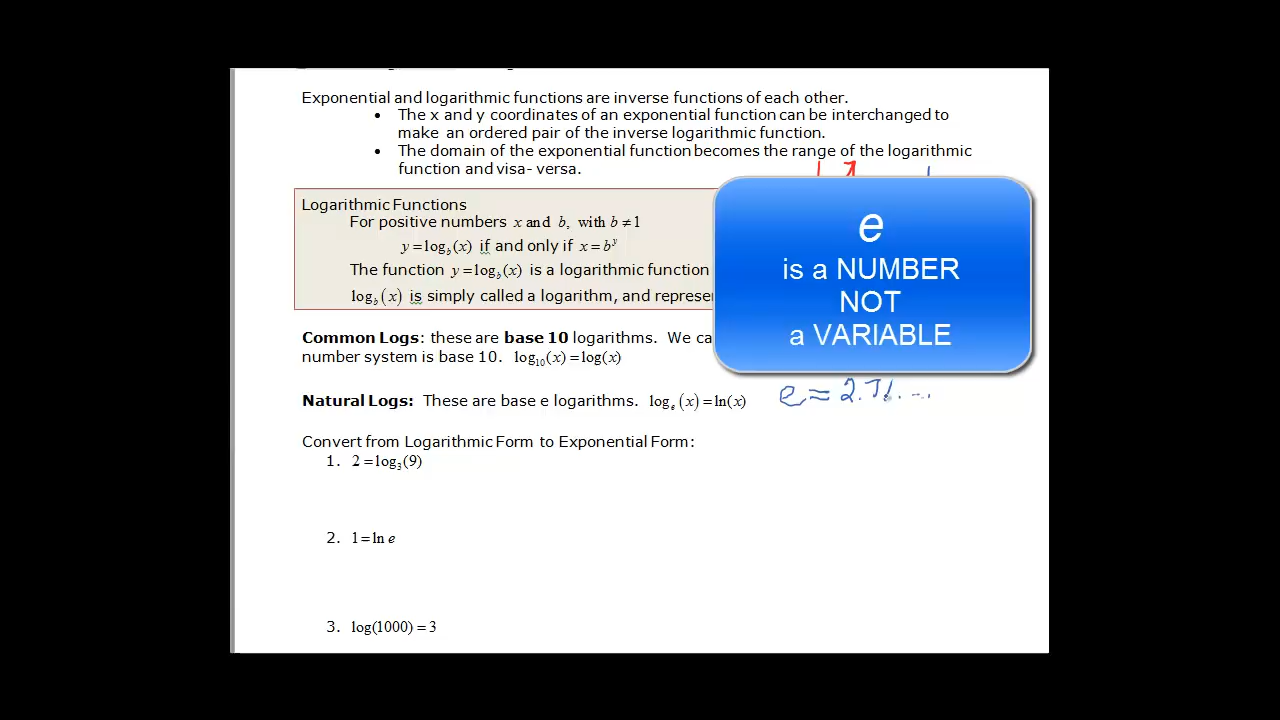 Exponential and logarithmic functions are inverse functions of each other.
• The x and y coordinates of an exponential function can be interchanged to
make an ordered pair of the inverse logarithmic function.
• The domain of the exponential function becomes the range of the logarithmic
function and visa- versa.
Logarithmic Functions
For positive numbers x and b, with b ≠ 1
y = log_b(x) if and only if x = b^y
The function y = log_b(x) is a logarithmic function
log_b(x) is simply called a logarithm, and
e
is a NUMBER
NOT
a VARIABLE
Common Logs: these are base 10 logarithms. We
number system is base 10. log_10(x) = log(x)
Natural Logs: These are base e logarithms. log_e(x) = ln(x)
e ≈ 2.71....
Convert from Logarithmic Form to Exponential Form:
1. 2 = log_3(9)
2. 1 = ln e
3. log(1000) = 3